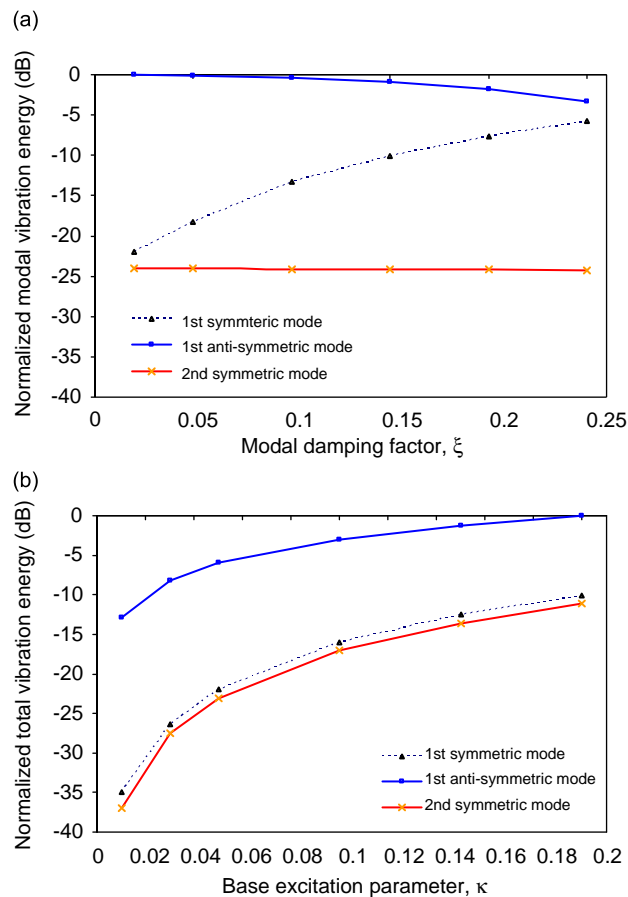 (a)
Normalized modal vibration energy (dB)
0
-5
-10
-15
-20
-25
-30
-35
-40
1st symmteric mode
1st anti-symmetric mode
2nd symmetric mode
0
0.05
0.1
0.15
0.2
0.25
Modal damping factor, ξ
(b)
Normalized total vibration energy (dB)
0
-5
-10
-15
-20
-25
-30
-35
-40
1st symmetric mode
1st anti-symmetric mode
2nd symmetric mode
0
0.02
0.04
0.06
0.08
0.1
0.12
0.14
0.16
0.18
0.2
Base excitation parameter, κ